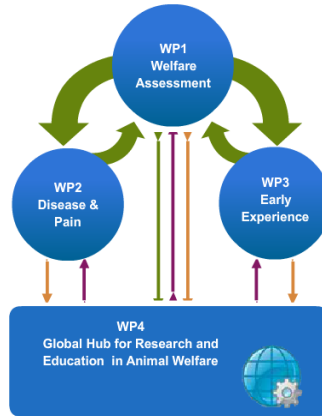 WP1
Welfare
Assessment
WP2
Disease &
Pain
WP3
Early
Experience
WP4
Global Hub for Research and
Education in Animal Welfare